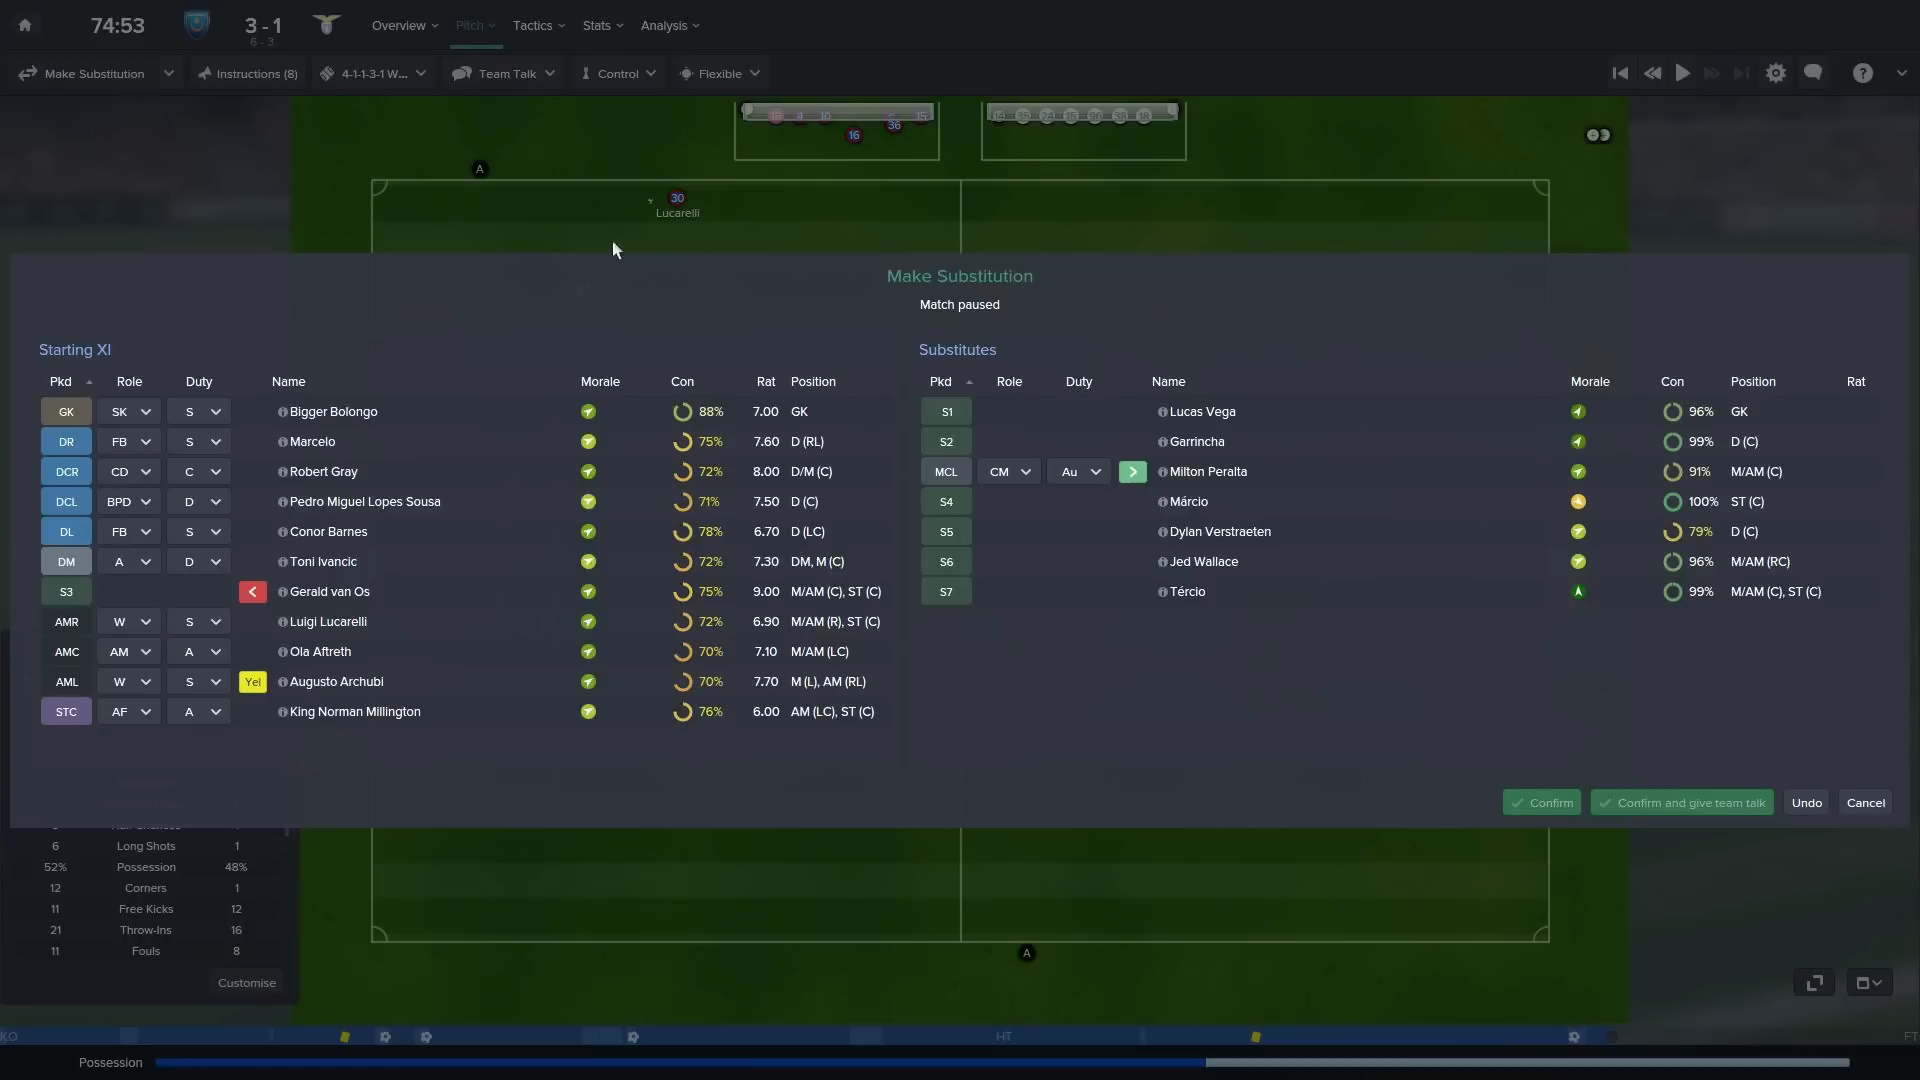 74:53 3 - 1 Overview Pitch Tactics Stats Analysis
6 - 3
Make Substitution Instructions (8) 4-1-1-3-1 W... Team Talk Control Flexible ?
16 36
A
30
Lucarelli
Make Substitution
Match paused
Starting XI
Pkd Role Duty Name Morale Con Rat Position
GK SK S Bigger Bolongo 88% 7.00 GK
DR FB S Marcelo 75% 7.60 D (RL)
DCR CD C Robert Gray 72% 8.00 D/M (C)
DCL BPD D Pedro Miguel Lopes Sousa 71% 7.50 D (C)
DL FB S Conor Barnes 78% 6.70 D (LC)
DM A D Toni Ivancic 72% 7.30 DM, M (C)
S3 < Gerald van Os 75% 9.00 M/AM (C), ST (C)
AMR W S Luigi Lucarelli 72% 6.90 M/AM (R), ST (C)
AMC AM A Ola Aftreth 70% 7.10 M/AM (LC)
AML W S Yel Augusto Archubi 70% 7.70 M (L), AM (RL)
STC AF A King Norman Millington 76% 6.00 AM (LC), ST (C)
Substitutes
Pkd Role Duty Name Morale Con Position Rat
S1 Lucas Vega 96% GK
S2 Garrincha 99% D (C)
MCL CM Au > Milton Peralta 91% M/AM (C)
S4 Márcio 100% ST (C)
S5 Dylan Verstraeten 79% D (C)
S6 Jed Wallace 96% M/AM (RC)
S7 Tércio 99% M/AM (C), ST (C)
Confirm Confirm and give team talk Undo Cancel
6 Long Shots 1
52% Possession 48%
12 Corners 1
11 Free Kicks 12
21 Throw-Ins 16
11 Fouls 8
Customise
A
KO HT FT
Possession